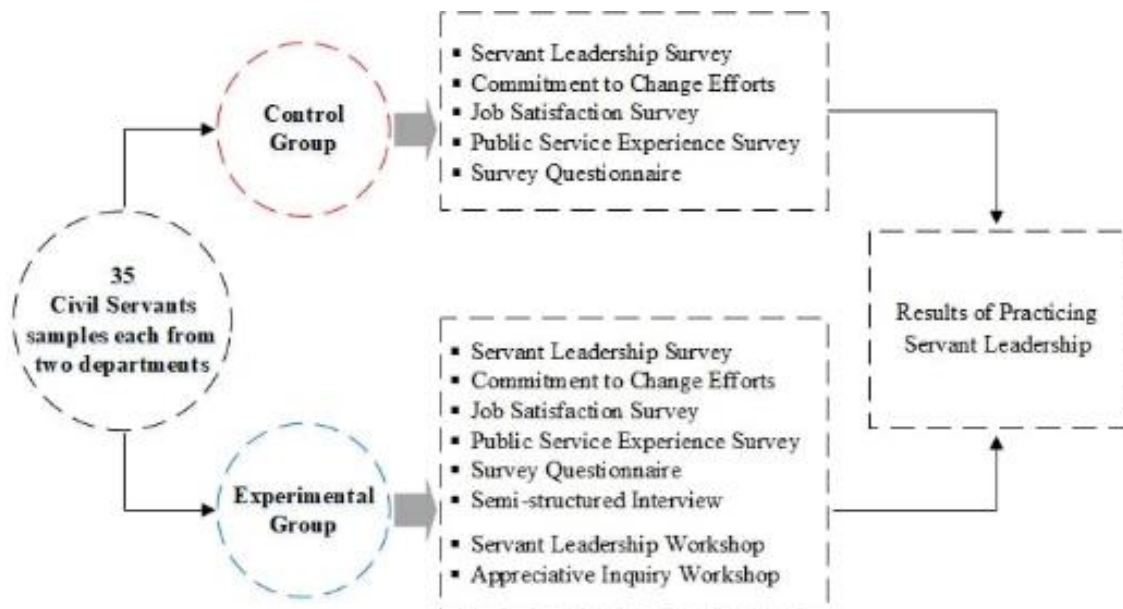 35
Civil Servants
samples each from
two departments
Control
Group
▪ Servant Leadership Survey
▪ Commitment to Change Efforts
▪ Job Satisfaction Survey
▪ Public Service Experience Survey
▪ Survey Questionnaire
Experimental
Group
▪ Servant Leadership Survey
▪ Commitment to Change Efforts
▪ Job Satisfaction Survey
▪ Public Service Experience Survey
▪ Survey Questionnaire
▪ Semi-structured Interview
▪ Servant Leadership Workshop
▪ Appreciative Inquiry Workshop
Results of Practicing
Servant Leadership